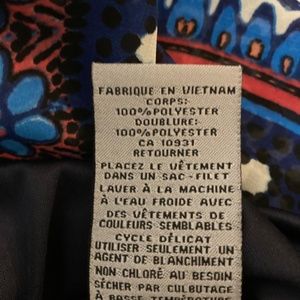 FABRIQUE EN VIETNAM
CORPS:
100%POLYESTER
DOUBLURE:
100%POLYESTER
CA 10931
RETOURNER
PLACEZ LE VÊTEMENT
DANS UN SAC-FILET
LAVER À LA MACHINE
À L'EAU FROIDE AVEC
DES VÊTEMENTS DE
COULEURS SEMBLABLES
CYCLE DÉLICAT
UTILISER SEULEMENT UN
AGENT DE BLANCHIMENT
NON CHLORÉ AU BESOIN
SÉCHER PAR CULBUTAGE
À BASSE TEMPÉRATURE